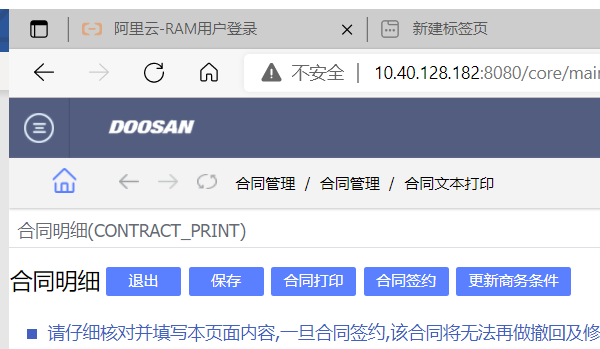 阿里云-RAM用户登录
新建标签页
不安全 10.40.128.182:8080/core/mai
DOOSAN
合同管理 / 合同管理 / 合同文本打印
合同明细(CONTRACT_PRINT)
合同明细 退出 保存 合同打印 合同签约 更新商务条件
请仔细核对并填写本页面内容,一旦合同签约,该合同将无法再做撤回及修